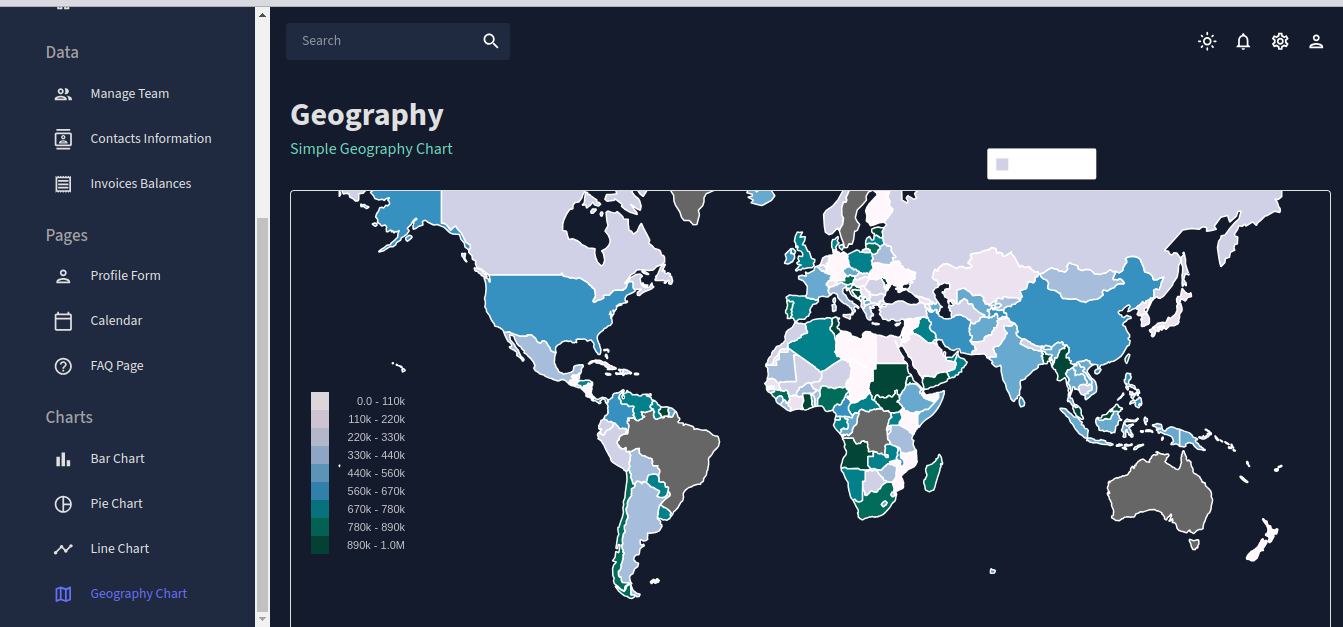 Data
Manage Team
Contacts Information
Invoices Balances
Pages
Profile Form
Calendar
FAQ Page
Charts
Bar Chart
Pie Chart
Line Chart
Geography Chart
Search
Geography
Simple Geography Chart
0.0 - 110k
110k - 220k
220k - 330k
330k - 440k
440k - 560k
560k - 670k
670k - 780k
780k - 890k
890k - 1.0M